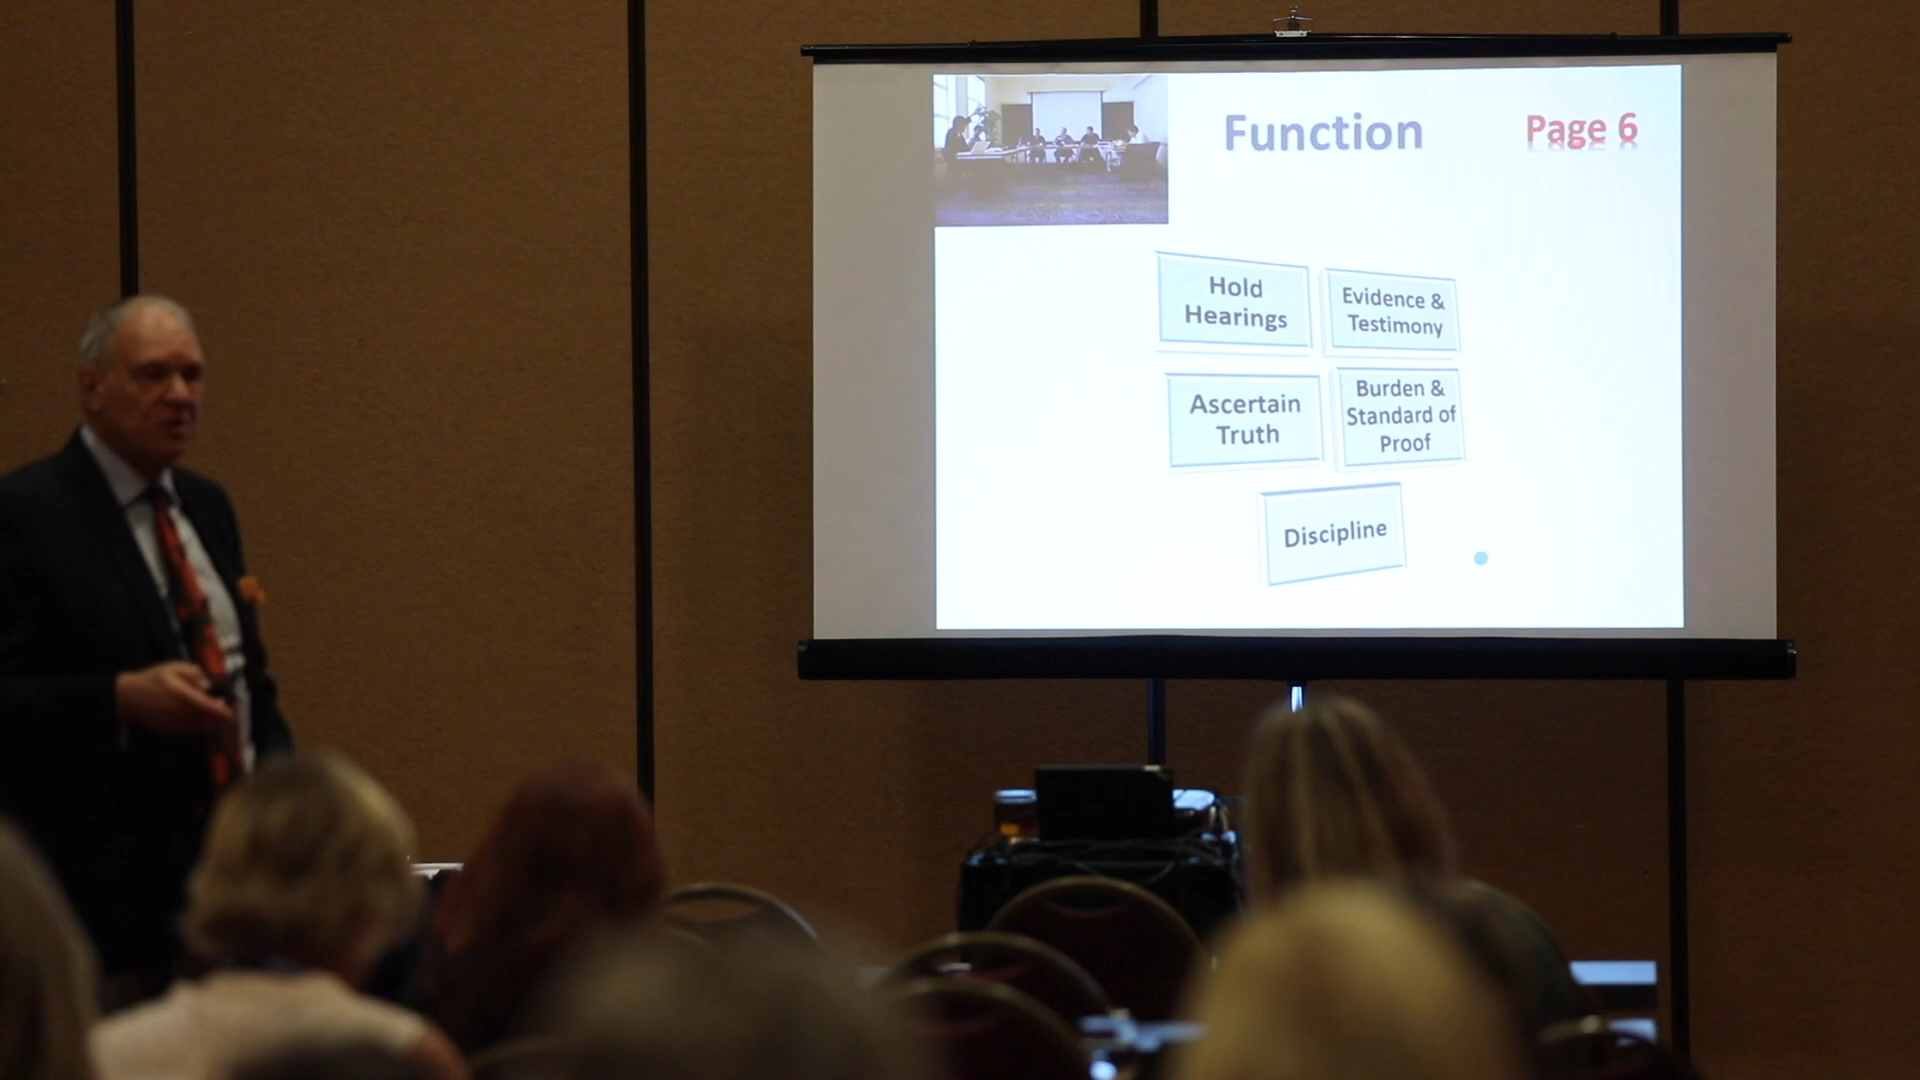 Function
Page 6
Hold
Hearings
Evidence &
Testimony
Ascertain
Truth
Burden &
Standard of
Proof
Discipline